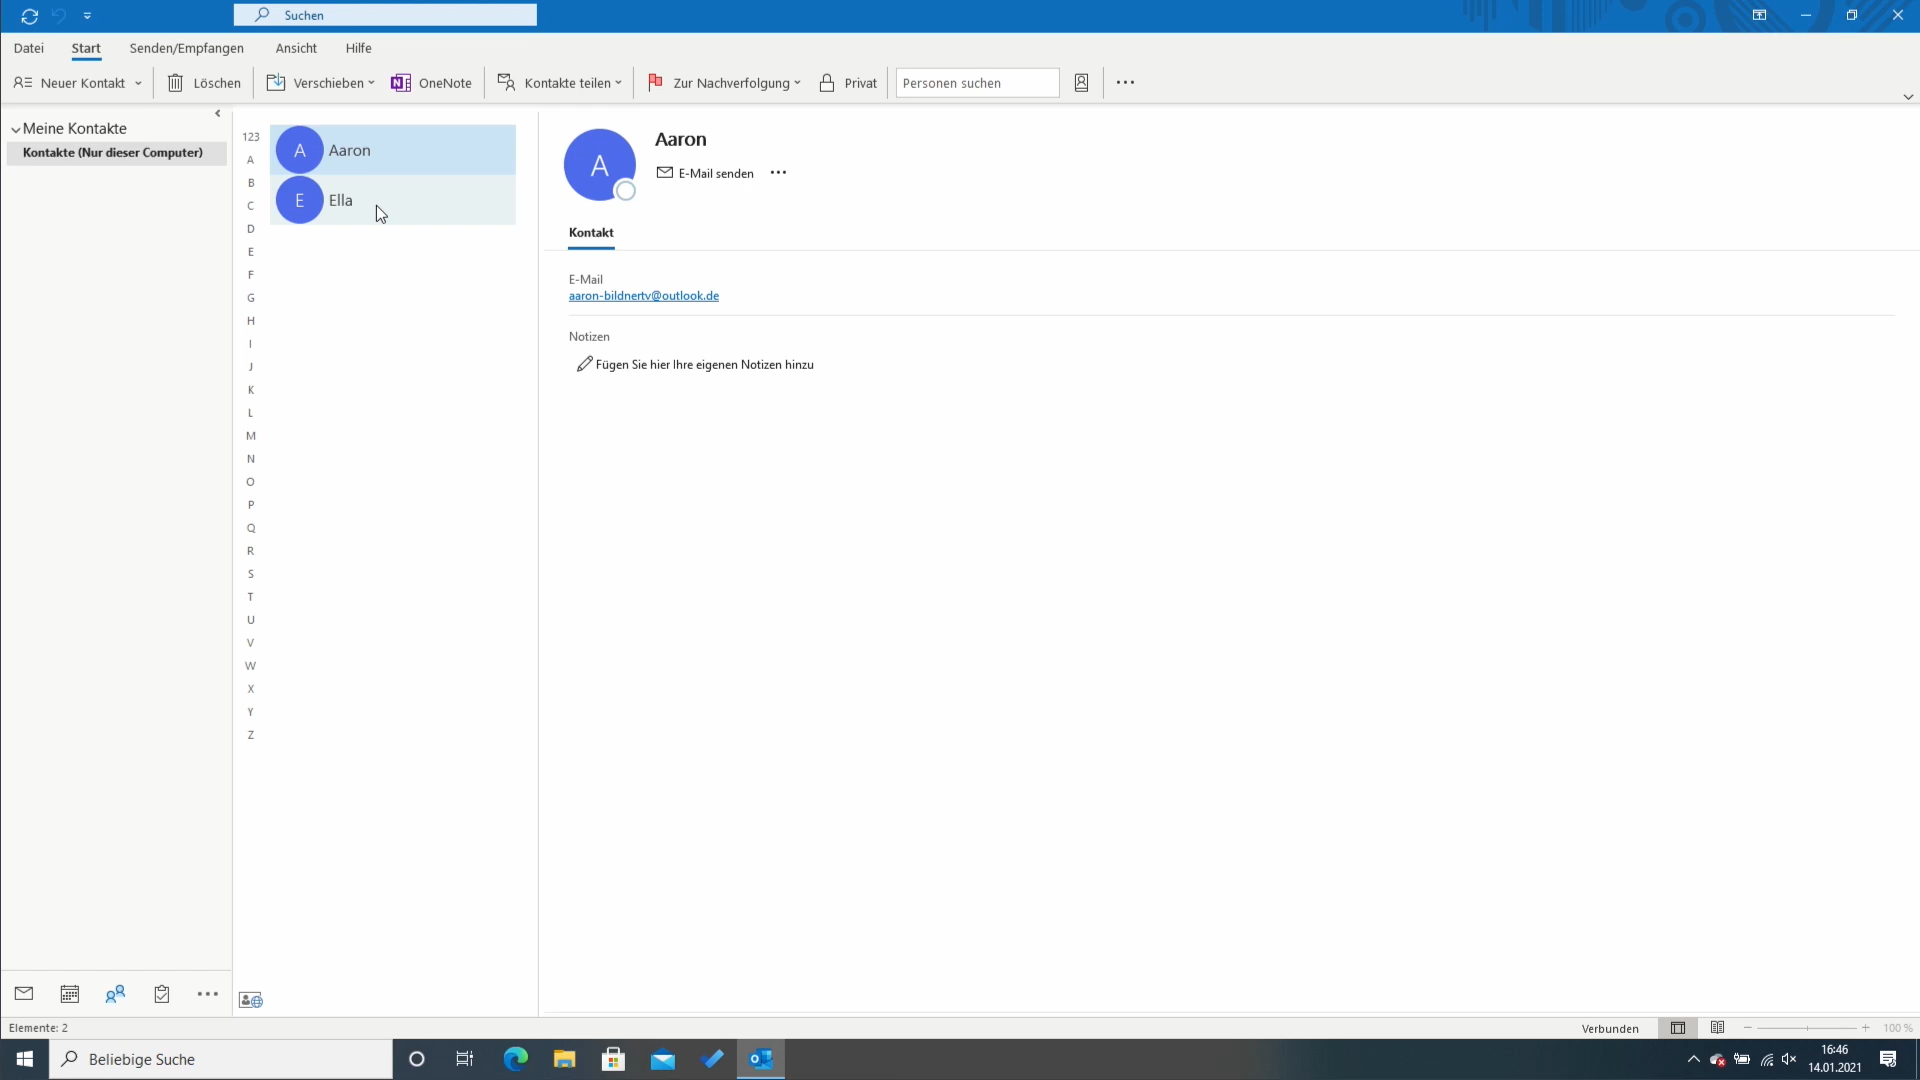 Suchen
Datei Start Senden/Empfangen Ansicht Hilfe
Neuer Kontakt Löschen Verschieben OneNote Kontakte teilen Zur Nachverfolgung Privat Personen suchen
Meine Kontakte
Kontakte (Nur dieser Computer)
123
A
B
C
D
E
F
G
H
I
J
K
L
M
N
O
P
Q
R
S
T
U
V
W
X
Y
Z
A Aaron
E Ella
A
Aaron
E-Mail senden
Kontakt
E-Mail
aaron-bildnertv@outlook.de
Notizen
Fügen Sie hier Ihre eigenen Notizen hinzu
Elemente: 2
Verbunden
100 %
Beliebige Suche
16:46
14.01.2021